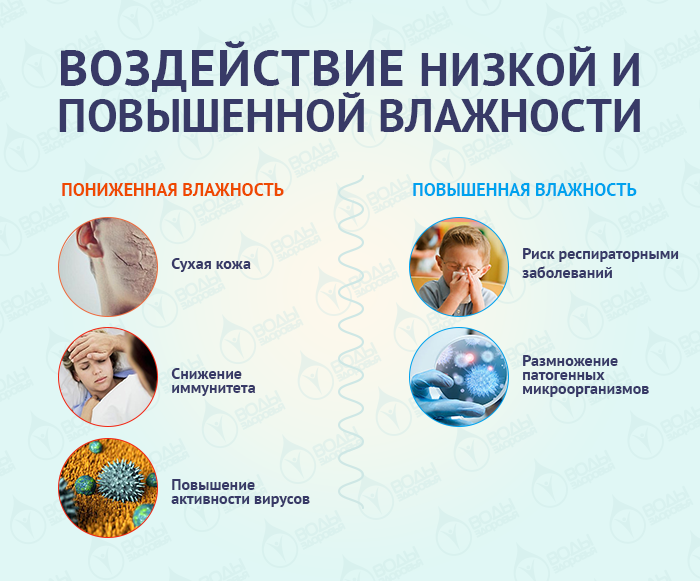 ВОЗДЕЙСТВИЕ НИЗКОЙ И
ПОВЫШЕННОЙ ВЛАЖНОСТИ
ПОНИЖЕННАЯ ВЛАЖНОСТЬ
Сухая кожа
Снижение
иммунитета
Повышение
активности вирусов
ПОВЫШЕННАЯ ВЛАЖНОСТЬ
Риск респираторными
заболеваний
Размножение
патогенных
микроорганизмов